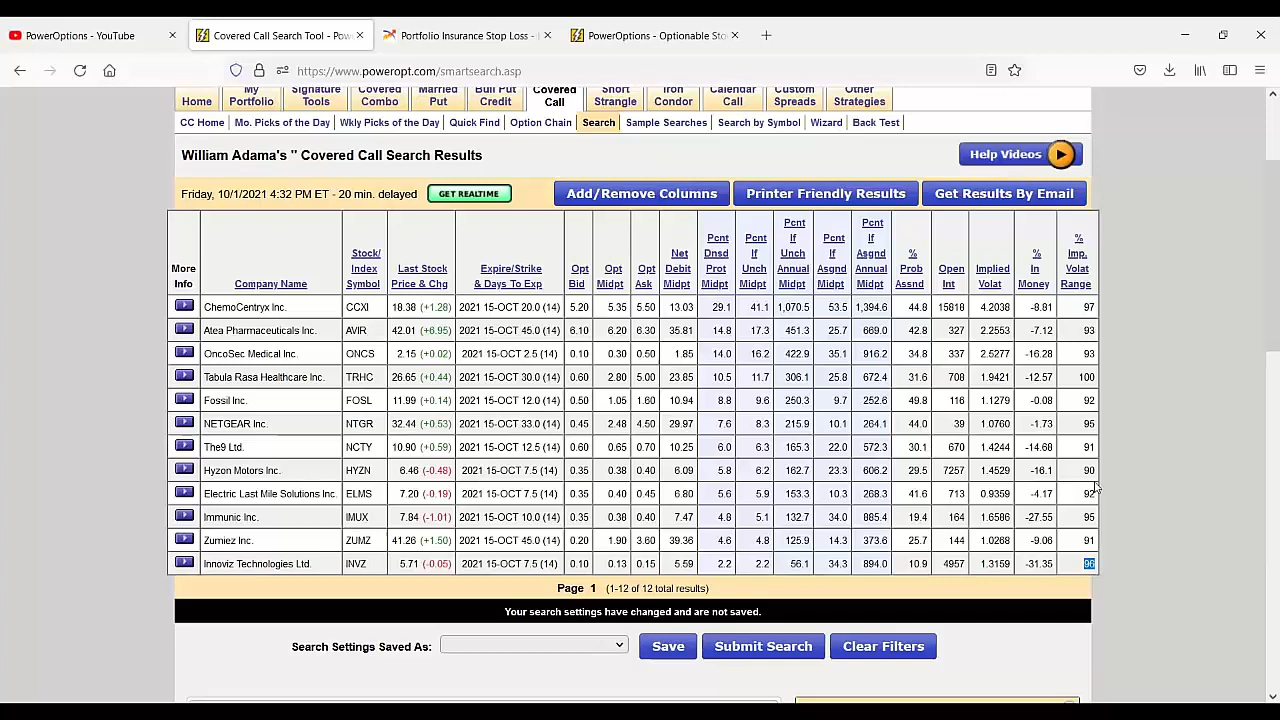 PowerOptions - YouTube
Covered Call Search Tool - Pow
Portfolio Insurance Stop Loss -
PowerOptions - Optionable Sto
https://www.poweropt.com/smartsearch.asp
Home
My Portfolio
Signature Tools
Covered Combo
Married Put
Bull Put Credit
Covered Call
Short Strangle
Iron Condor
Calendar Call
Custom Spreads
Other Strategies
CC Home | Mo. Picks of the Day | Wkly Picks of the Day | Quick Find | Option Chain | Search | Sample Searches | Search by Symbol | Wizard | Back Test
William Adama's " Covered Call Search Results
Help Videos
Friday, 10/1/2021 4:32 PM ET - 20 min. delayed
GET REALTIME
Add/Remove Columns
Printer Friendly Results
Get Results By Email
More Info | Company Name | Stock/ Index Symbol | Last Stock Price & Chg | Expire/Strike & Days To Exp | Opt Bid | Opt Midpt | Opt Ask | Net Debit Midpt | Pcnt Dnsd Prot Midpt | Pcnt If Unch Midpt | Pcnt If Unch Annual Midpt | Pcnt If Asgnd Midpt | Pcnt If Asgnd Annual Midpt | % Prob Assnd | Open Int | Implied Volat | % In Money | % Imp. Volat Range
ChemoCentryx Inc. CCXI 18.38 (+1.28) 2021 15-OCT 20.0 (14) 5.20 5.35 5.50 13.03 29.1 41.1 1,070.5 53.5 1,394.6 44.8 15818 4.2038 -8.81 97
Atea Pharmaceuticals Inc. AVIR 42.01 (+6.95) 2021 15-OCT 45.0 (14) 6.10 6.20 6.30 35.81 14.8 17.3 451.3 25.7 669.0 42.8 327 2.2553 -7.12 93
OncoSec Medical Inc. ONCS 2.15 (+0.02) 2021 15-OCT 2.5 (14) 0.10 0.30 0.50 1.85 14.0 16.2 422.9 35.1 916.2 34.8 337 2.5277 -16.28 93
Tabula Rasa Healthcare Inc. TRHC 26.65 (+0.44) 2021 15-OCT 30.0 (14) 0.60 2.80 5.00 23.85 10.5 11.7 306.1 25.8 672.4 31.6 708 1.9421 -12.57 100
Fossil Inc. FOSL 11.99 (+0.14) 2021 15-OCT 12.0 (14) 0.50 1.05 1.60 10.94 8.8 9.6 250.3 9.7 252.6 49.8 116 1.1279 -0.08 92
NETGEAR Inc. NTGR 32.44 (+0.53) 2021 15-OCT 33.0 (14) 0.45 2.48 4.50 29.97 7.6 8.3 215.9 10.1 264.1 44.0 39 1.0760 -1.73 95
The9 Ltd. NCTY 10.90 (+0.59) 2021 15-OCT 12.5 (14) 0.60 0.65 0.70 10.25 6.0 6.3 165.3 22.0 572.3 30.1 670 1.4244 -14.68 91
Hyzon Motors Inc. HYZN 6.46 (-0.48) 2021 15-OCT 7.5 (14) 0.35 0.38 0.40 6.09 5.8 6.2 162.7 23.3 606.2 29.5 7257 1.4529 -16.1 90
Electric Last Mile Solutions Inc. ELMS 7.20 (-0.19) 2021 15-OCT 7.5 (14) 0.35 0.40 0.45 6.80 5.6 5.9 153.3 10.3 268.3 41.6 713 0.9359 -4.17 92
Immunic Inc. IMUX 7.84 (-1.01) 2021 15-OCT 10.0 (14) 0.35 0.38 0.40 7.47 4.8 5.1 132.7 34.0 885.4 19.4 164 1.6586 -27.55 95
Zumiez Inc. ZUMZ 41.26 (+1.50) 2021 15-OCT 45.0 (14) 0.20 1.90 3.60 39.36 4.6 4.8 125.9 14.3 373.6 25.7 144 1.0268 -9.06 91
Innoviz Technologies Ltd. INVZ 5.71 (-0.05) 2021 15-OCT 7.5 (14) 0.10 0.13 0.15 5.59 2.2 2.2 56.1 34.3 894.0 10.9 4957 1.3159 -31.35 96
Page 1 (1-12 of 12 total results)
Your search settings have changed and are not saved.
Search Settings Saved As:
Save
Submit Search
Clear Filters